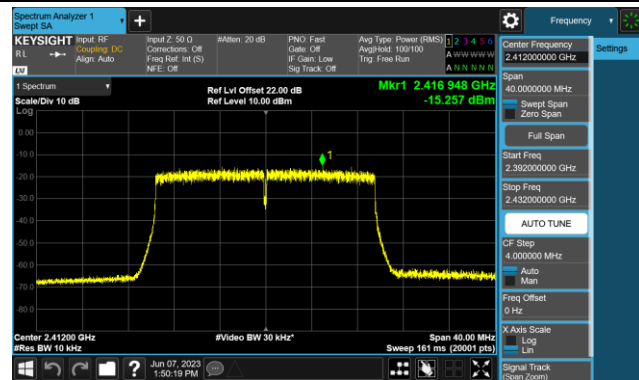 Spectrum Analyzer 1
Swept SA
Frequency
KEYSIGHT
RL
Input: RF
Coupling: DC
Align: Auto
Input Z: 50 Ω
Corrections: Off
Freq Ref: Int (S)
NFE: Off
#Atten: 20 dB
PNO: Fast
Gate: Off
IF Gain: Low
Sig Track: Off
Avg Type: Power (RMS)
Avg|Hold: 100/100
Trig: Free Run
1 2 3 4 5 6
A W W W W W
A N N N N N
LXI
1 Spectrum
Scale/Div 10 dB
Log
Ref Lvl Offset 22.00 dB
Ref Level 10.00 dBm
Mkr1 2.416 948 GHz
-15.257 dBm
1
0.00
-10.0
-20.0
-30.0
-40.0
-50.0
-60.0
-70.0
-80.0
Center 2.41200 GHz
#Res BW 10 kHz
#Video BW 30 kHz*
Span 40.00 MHz
Sweep 161 ms (20001 pts)
Jun 07, 2023
1:50:19 PM
Center Frequency
2.412000000 GHz
Span
40.0000000 MHz
Swept Span
Zero Span
Full Span
Start Freq
2.392000000 GHz
Stop Freq
2.432000000 GHz
AUTO TUNE
CF Step
4.000000 MHz
Auto
Man
Freq Offset
0 Hz
X Axis Scale
Log
Lin
Signal Track
(Span Zoom)
Settings